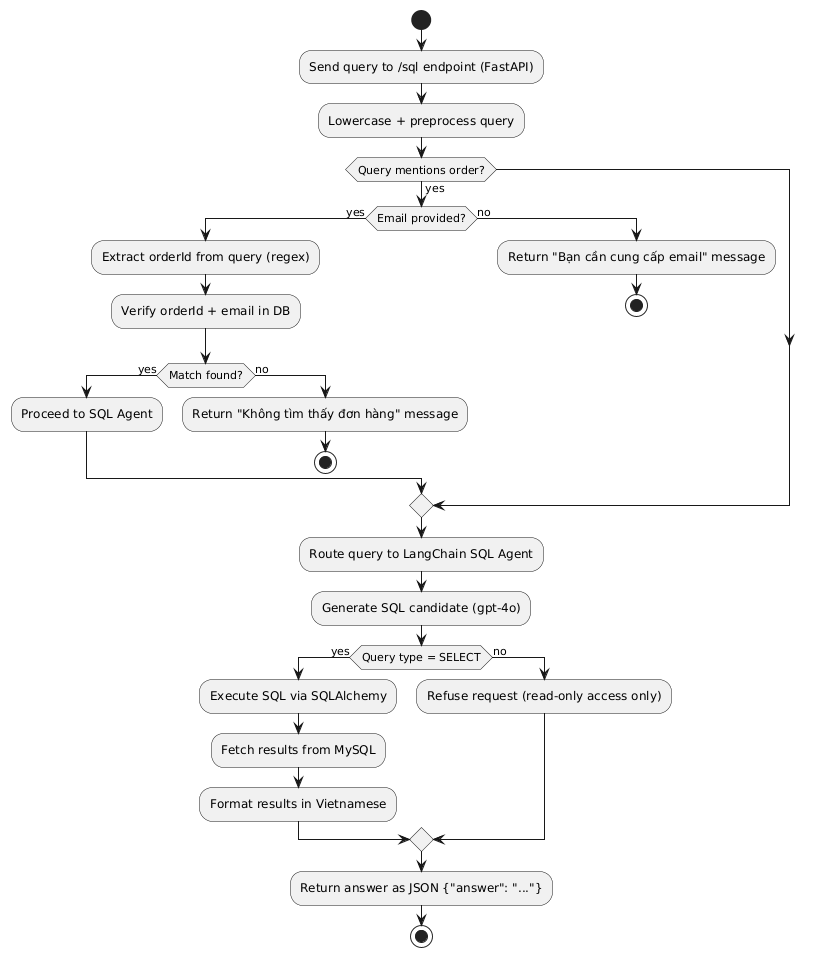 Send query to /sql endpoint (FastAPI)
Lowercase + preprocess query
Query mentions order?
yes
yes
Email provided?
no
Extract orderId from query (regex)
Return "Bạn cần cung cấp email" message
Verify orderId + email in DB
yes
Match found?
no
Proceed to SQL Agent
Return "Không tìm thấy đơn hàng" message
Route query to LangChain SQL Agent
Generate SQL candidate (gpt-4o)
yes
Query type = SELECT
no
Execute SQL via SQLAlchemy
Refuse request (read-only access only)
Fetch results from MySQL
Format results in Vietnamese
Return answer as JSON {"answer": "..."}